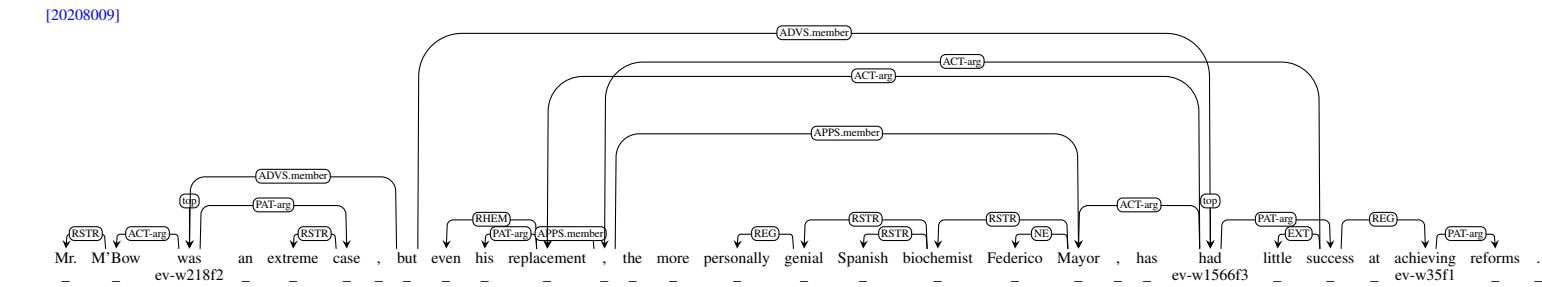 [20208009]
ADVS.member
ACT-arg
ACT-arg
APPS.member
ADVS.member
top PAT-arg ACT-arg top
RHEM RSTR RSTR PAT-arg REG
RSTR ACT-arg RSTR PAT-arg APPS.member REG RSTR NE EXT PAT-arg
Mr. M'Bow was an extreme case , but even his replacement , the more personally genial Spanish biochemist Federico Mayor , has had little success at achieving reforms .
ev-w218f2 ev-w1566f3 ev-w35f1
_ _ _ _ _ _ _ _ _ _ _ _ _ _ _ _ _ _ _ _ _ _ _ _ _ _ _ _